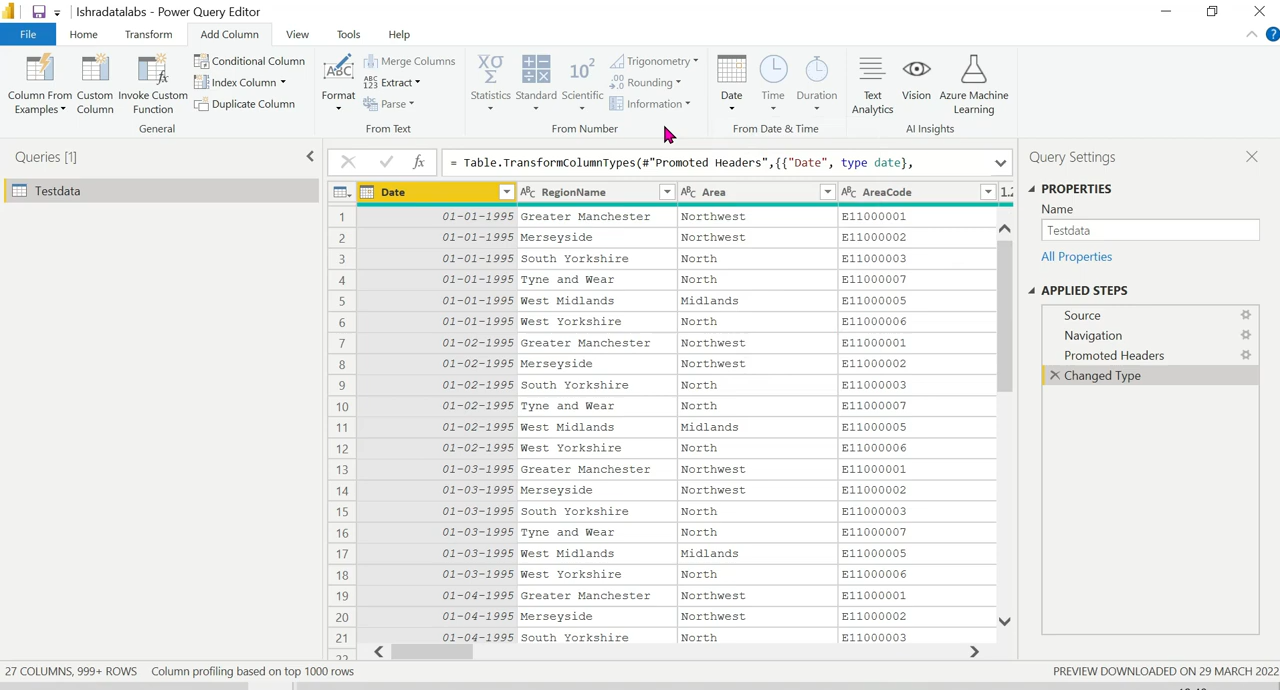 Ishradatalabs - Power Query Editor
File Home Transform Add Column View Tools Help
Column From Examples
Custom Column
Invoke Custom Function
Conditional Column
Index Column
Duplicate Column
General
Format
Merge Columns
Extract
Parse
From Text
Statistics
Standard
Scientific
Trigonometry
Rounding
Information
From Number
Date
Time
Duration
From Date & Time
Text Analytics
Vision
Azure Machine Learning
AI Insights
Queries [1]
Testdata
= Table.TransformColumnTypes(#"Promoted Headers",{{"Date", type date},
Date RegionName Area AreaCode 1.2
1 01-01-1995 Greater Manchester Northwest E11000001
2 01-01-1995 Merseyside Northwest E11000002
3 01-01-1995 South Yorkshire North E11000003
4 01-01-1995 Tyne and Wear North E11000007
5 01-01-1995 West Midlands Midlands E11000005
6 01-01-1995 West Yorkshire North E11000006
7 01-02-1995 Greater Manchester Northwest E11000001
8 01-02-1995 Merseyside Northwest E11000002
9 01-02-1995 South Yorkshire North E11000003
10 01-02-1995 Tyne and Wear North E11000007
11 01-02-1995 West Midlands Midlands E11000005
12 01-02-1995 West Yorkshire North E11000006
13 01-03-1995 Greater Manchester Northwest E11000001
14 01-03-1995 Merseyside Northwest E11000002
15 01-03-1995 South Yorkshire North E11000003
16 01-03-1995 Tyne and Wear North E11000007
17 01-03-1995 West Midlands Midlands E11000005
18 01-03-1995 West Yorkshire North E11000006
19 01-04-1995 Greater Manchester Northwest E11000001
20 01-04-1995 Merseyside Northwest E11000002
21 01-04-1995 South Yorkshire North E11000003
Query Settings
PROPERTIES
Name
Testdata
All Properties
APPLIED STEPS
Source
Navigation
Promoted Headers
Changed Type
27 COLUMNS, 999+ ROWS Column profiling based on top 1000 rows
PREVIEW DOWNLOADED ON 29 MARCH 2022